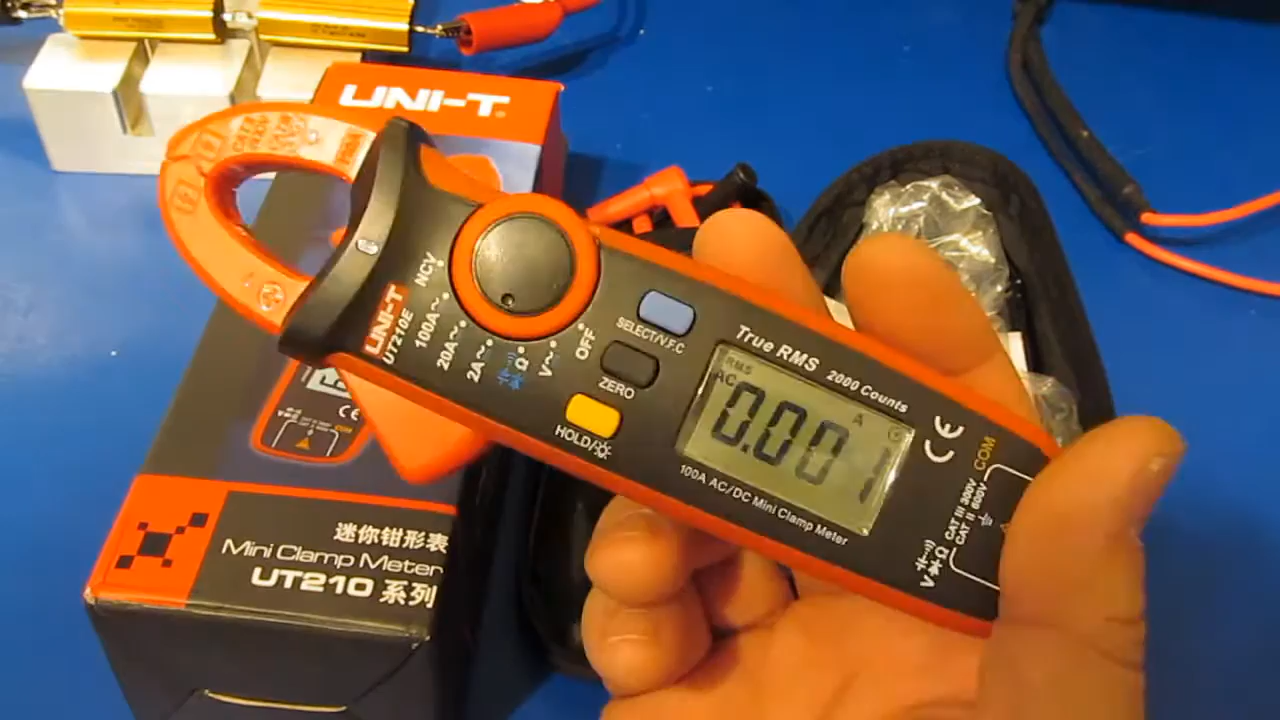 UNI-T
NCV
UNI-T
UT210E
100A~
20A~
2A~
Ω
V~
OFF
SELECT/V.F.C
ZERO
HOLD/
True RMS 2000 Counts
RMS
AC
A
0.001
100A AC/DC Mini Clamp Meter
CE
COM
CAT III 300V
CAT II 600V
V Ω
CE
迷你钳形表
Mini Clamp Meter
UT210 系列